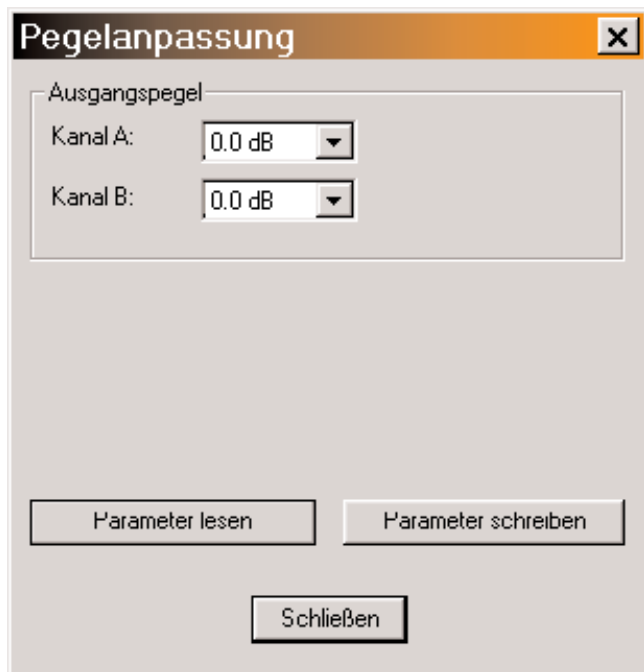 Pegelanpassung
Ausgangspegel
Kanal A: 0.0 dB
Kanal B: 0.0 dB
Parameter lesen Parameter schreiben
Schließen